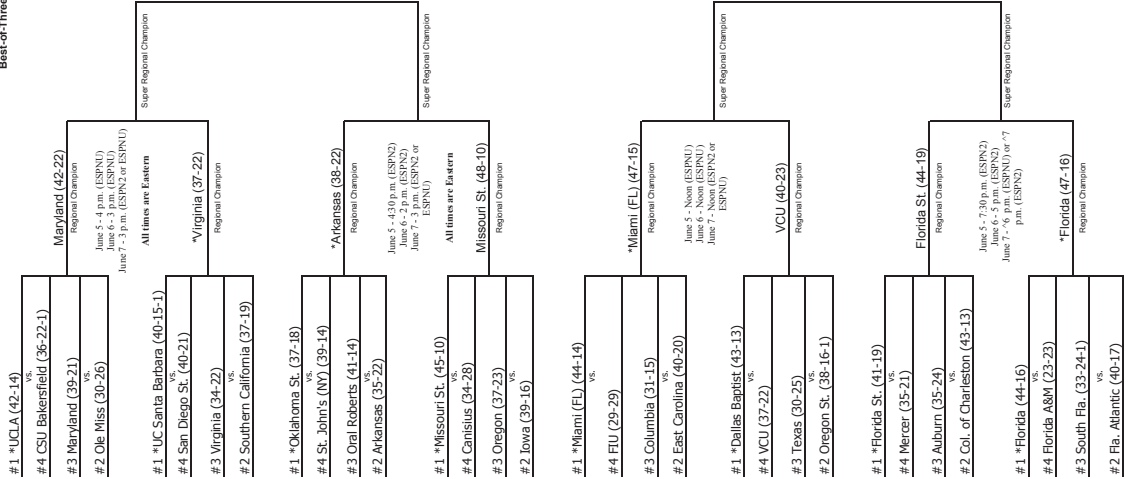 Best-of-Three
Super Regional Champion
Super Regional Champion
Super Regional Champion
Super Regional Champion
Maryland (42-22)
Regional Champion
June 5 - 4 p.m. (ESPNU)
June 6 - 3 p.m. (ESPNU)
June 7 - 3 p.m. (ESPN2 or ESPNU)
All times are Eastern
*Virginia (37-22)
Regional Champion
*Arkansas (38-22)
Regional Champion
June 5 - 4:30 p.m. (ESPN2)
June 6 - 2 p.m. (ESPN2)
June 7 - 3 p.m. (ESPN2 or
ESPNU)
All times are Eastern
Missouri St. (48-10)
Regional Champion
*Miami (FL) (47-15)
Regional Champion
June 5 - Noon (ESPNU)
June 6 - Noon (ESPNU)
June 7 - Noon (ESPN2 or
ESPNU)
VCU (40-23)
Regional Champion
Florida St. (44-19)
Regional Champion
June 5 - 7:30 p.m. (ESPN2)
June 6 - 5 p.m. (ESPN2)
June 7 - ^6 p.m. (ESPNU) or ^7
p.m. (ESPN2)
*Florida (47-16)
Regional Champion
#1 *UCLA (42-14)
vs.
#4 CSU Bakersfield (36-22-1)
#3 Maryland (39-21)
vs.
#2 Ole Miss (30-26)
#1 *UC Santa Barbara (40-15-1)
vs.
#4 San Diego St. (40-21)
#3 Virginia (34-22)
vs.
#2 Southern California (37-19)
#1 *Oklahoma St. (37-18)
vs.
#4 St. John's (NY) (39-14)
#3 Oral Roberts (41-14)
vs.
#2 Arkansas (35-22)
#1 *Missouri St. (45-10)
vs.
#4 Canisius (34-28)
#3 Oregon (37-23)
vs.
#2 Iowa (39-16)
#1 *Miami (FL) (44-14)
vs.
#4 FIU (29-29)
#3 Columbia (31-15)
vs.
#2 East Carolina (40-20)
#1 *Dallas Baptist (43-13)
vs.
#4 VCU (37-22)
#3 Texas (30-25)
vs.
#2 Oregon St. (38-16-1)
#1 *Florida St. (41-19)
vs.
#4 Mercer (35-21)
#3 Auburn (35-24)
vs.
#2 Col. of Charleston (43-13)
#1 *Florida (44-16)
vs.
#4 Florida A&M (23-23)
#3 South Fla. (33-24-1)
vs.
#2 Fla. Atlantic (40-17)